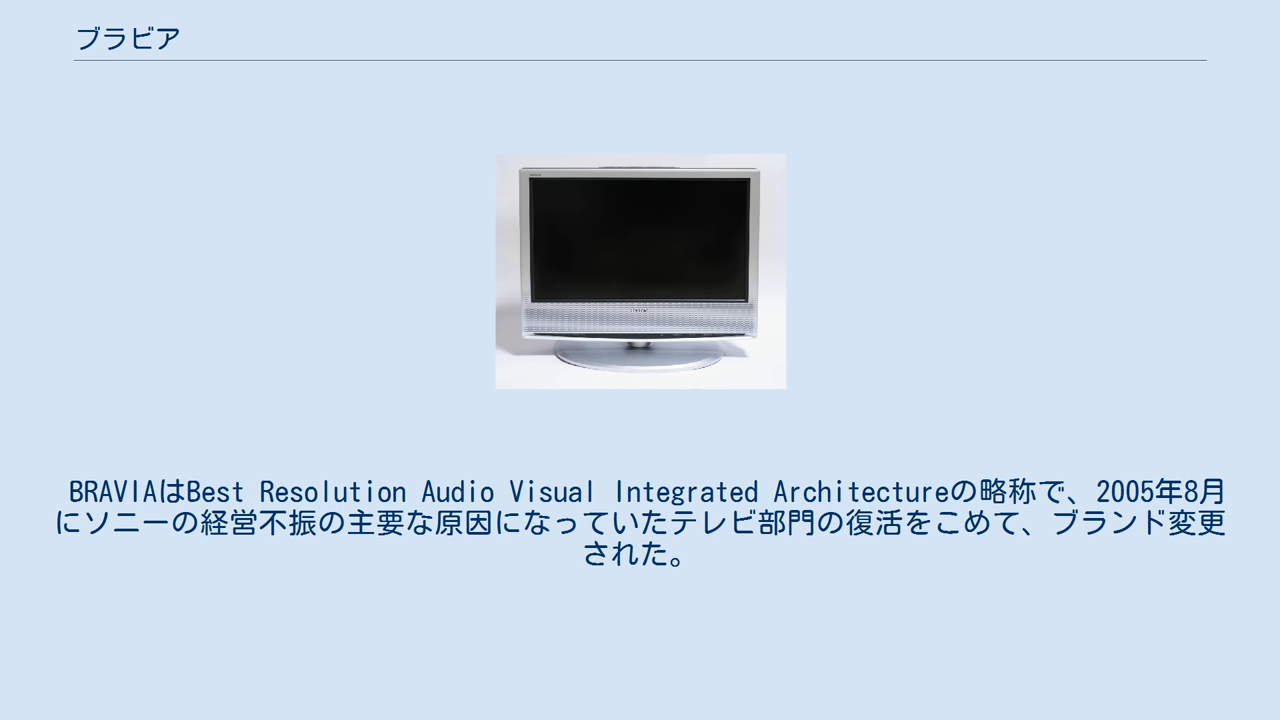 ブラビア
BRAVIAはBest Resolution Audio Visual Integrated Architectureの略称で、2005年8月
にソニーの経営不振の主要な原因になっていたテレビ部門の復活をこめて、ブランド変更
された。